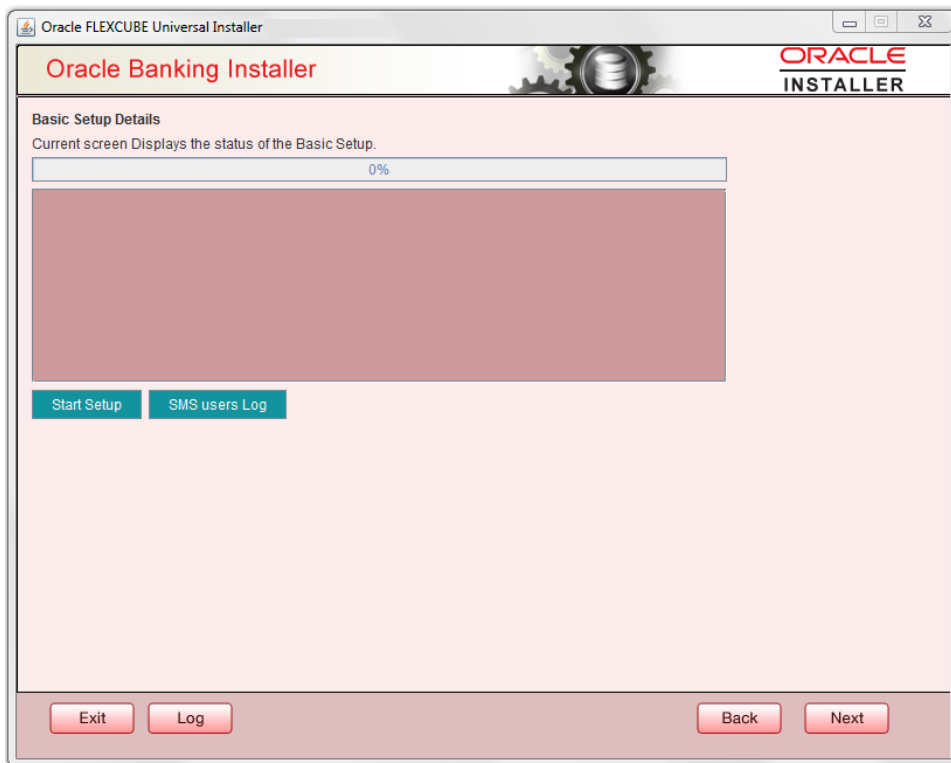 Oracle FLEXCUBE Universal Installer
Oracle Banking Installer
ORACLE
INSTALLER
Basic Setup Details
Current screen Displays the status of the Basic Setup.
0%
Start Setup SMS users Log
Exit Log Back Next